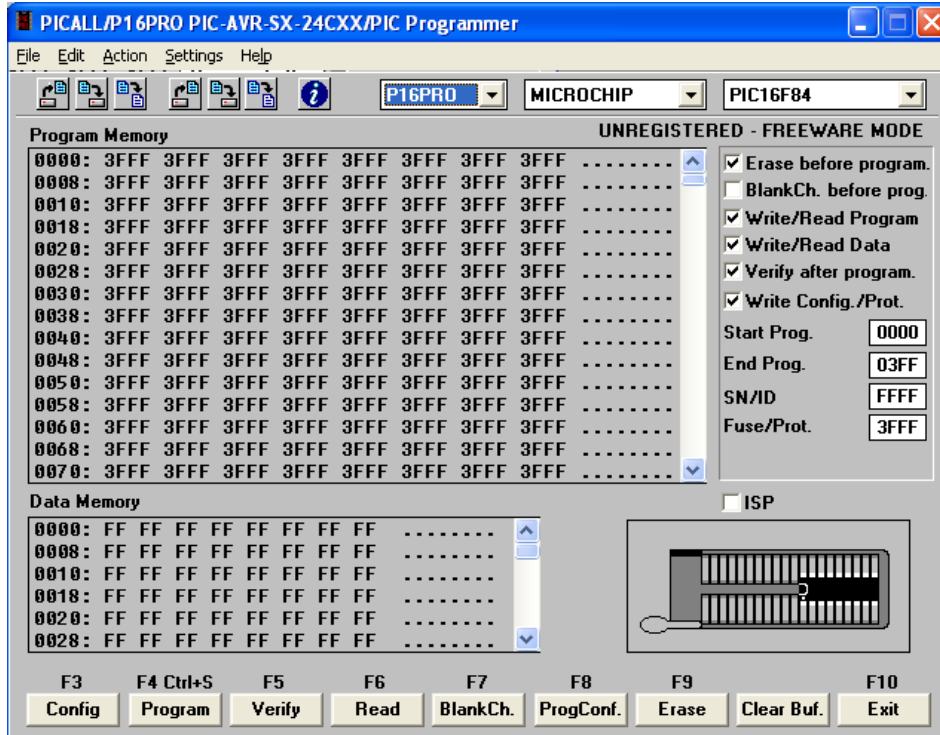 PICALL/P16PRO PIC-AVR-SX-24CXX/PIC Programmer
File Edit Action Settings Help
P16PRO MICROCHIP PIC16F84
Program Memory UNREGISTERED - FREEWARE MODE
0000: 3FFF 3FFF 3FFF 3FFF 3FFF 3FFF 3FFF 3FFF ........
0008: 3FFF 3FFF 3FFF 3FFF 3FFF 3FFF 3FFF 3FFF ........
0010: 3FFF 3FFF 3FFF 3FFF 3FFF 3FFF 3FFF 3FFF ........
0018: 3FFF 3FFF 3FFF 3FFF 3FFF 3FFF 3FFF 3FFF ........
0020: 3FFF 3FFF 3FFF 3FFF 3FFF 3FFF 3FFF 3FFF ........
0028: 3FFF 3FFF 3FFF 3FFF 3FFF 3FFF 3FFF 3FFF ........
0030: 3FFF 3FFF 3FFF 3FFF 3FFF 3FFF 3FFF 3FFF ........
0038: 3FFF 3FFF 3FFF 3FFF 3FFF 3FFF 3FFF 3FFF ........
0040: 3FFF 3FFF 3FFF 3FFF 3FFF 3FFF 3FFF 3FFF ........
0048: 3FFF 3FFF 3FFF 3FFF 3FFF 3FFF 3FFF 3FFF ........
0050: 3FFF 3FFF 3FFF 3FFF 3FFF 3FFF 3FFF 3FFF ........
0058: 3FFF 3FFF 3FFF 3FFF 3FFF 3FFF 3FFF 3FFF ........
0060: 3FFF 3FFF 3FFF 3FFF 3FFF 3FFF 3FFF 3FFF ........
0068: 3FFF 3FFF 3FFF 3FFF 3FFF 3FFF 3FFF 3FFF ........
0070: 3FFF 3FFF 3FFF 3FFF 3FFF 3FFF 3FFF 3FFF ........
Erase before program.
BlankCh. before prog.
Write/Read Program
Write/Read Data
Verify after program.
Write Config./Prot.
Start Prog. 0000
End Prog. 03FF
SN/ID FFFF
Fuse/Prot. 3FFF
Data Memory
0000: FF FF FF FF FF FF FF FF ........
0008: FF FF FF FF FF FF FF FF ........
0010: FF FF FF FF FF FF FF FF ........
0018: FF FF FF FF FF FF FF FF ........
0020: FF FF FF FF FF FF FF FF ........
0028: FF FF FF FF FF FF FF FF ........
ISP
F3 F4 Ctrl+S F5 F6 F7 F8 F9 F10
Config Program Verify Read BlankCh. ProgConf. Erase Clear Buf. Exit